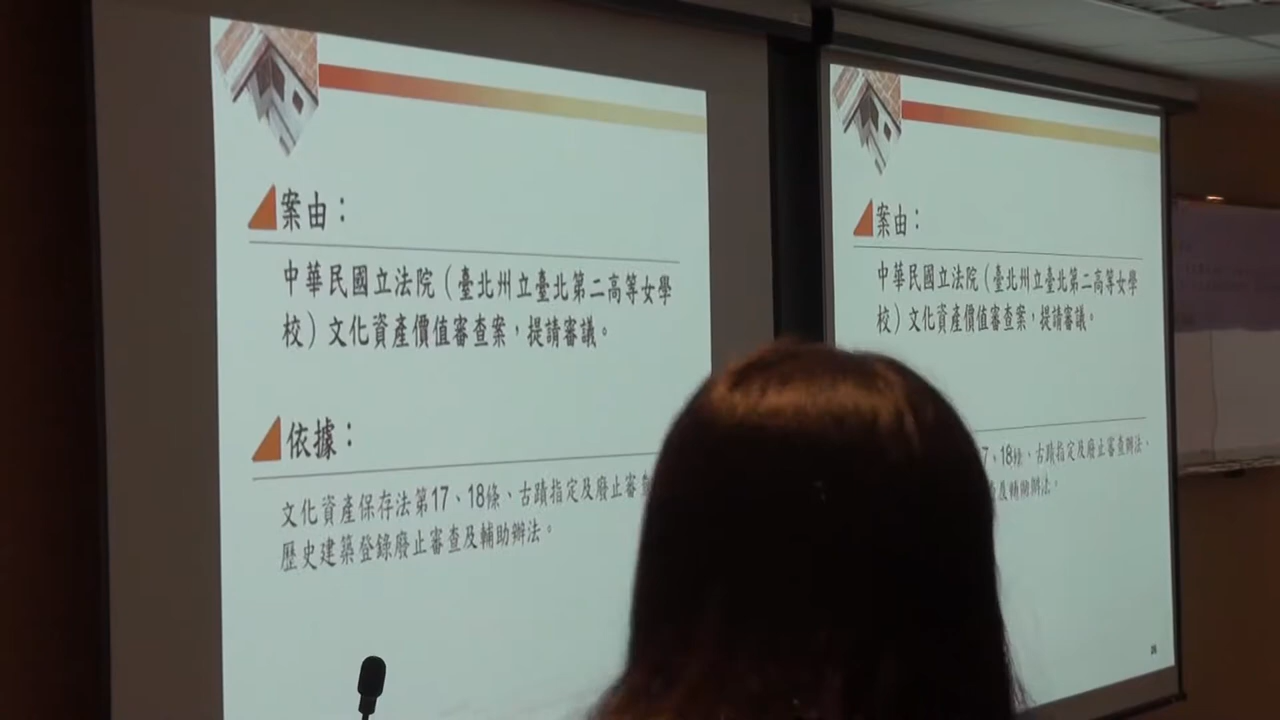 案由：
中華民國立法院（臺北州立臺北第二高等女學
校）文化資產價值審查案，提請審議。
依據：
文化資產保存法第17、18條、古蹟指定及廢止審
歷史建築登錄廢止審查及輔助辦法。
案由：
中華民國立法院（臺北州立臺北第二高等女學
校）文化資產價值審查案，提請審議。
7、18條、古蹟指定及廢止審查辦法、
及輔助辦法。